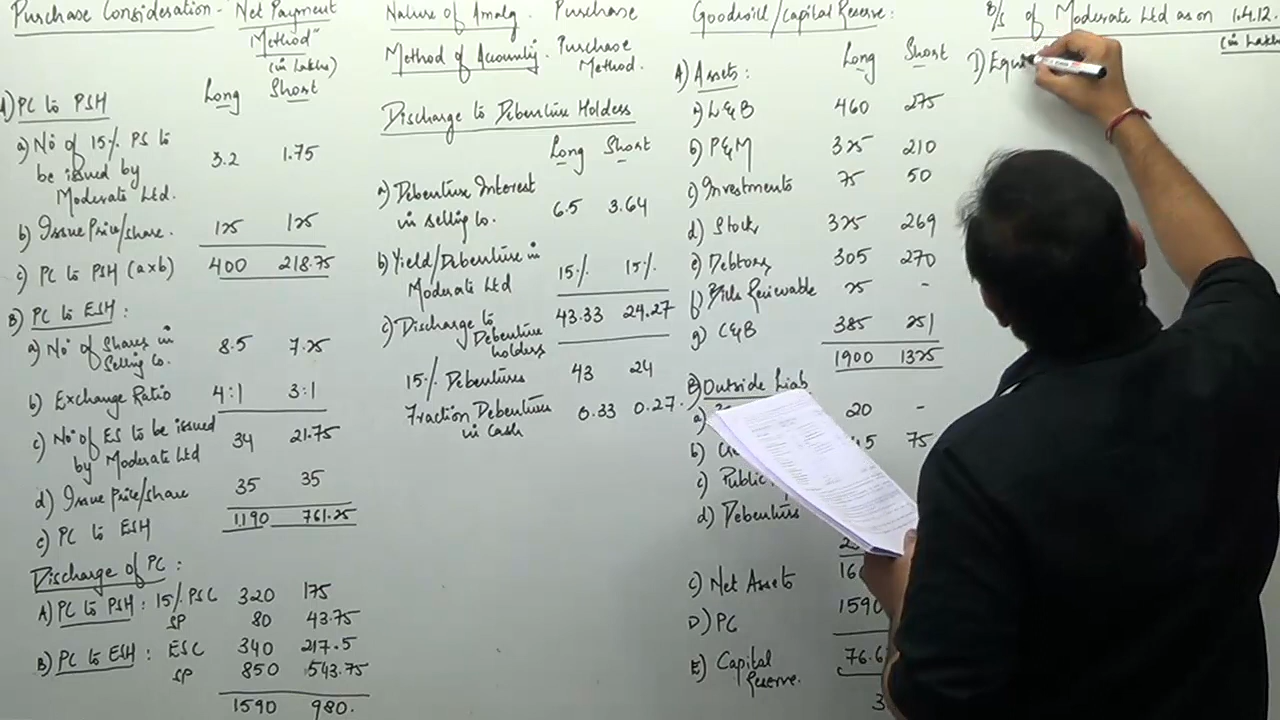 Purchase Consideration - "Net Payment Method"
(in Lakhs)
Long Short
A) PC to PSH
a) No of 15% PS to be issued by Moderate Ltd. 3.2 1.75
b) Issue Price/share. 125 125
c) PC to PSH (axb) 400 218.75
B) PC to ESH :
a) No of Shares in Selling Co. 8.5 7.25
b) Exchange Ratio 4:1 3:1
c) No of ES to be issued by Moderate Ltd 34 21.75
d) Issue Price/share 35 35
e) PC to ESH 1190 761.25
Discharge of PC :
A) PC to PSH : 15% PSC 320 175
SP 80 43.75
B) PC to ESH : ESC 340 217.5
SP 850 543.75
1590 980.
Nature of Amalg. Purchase
Method of Accounting. Purchase Method.
Discharge to Debenture Holders
Long Short
a) Debenture Interest in selling Co. 6.5 3.64
b) Yield/Debenture in Moderate Ltd 15% 15%
c) Discharge to Debenture holders 43.33 24.27
15% Debentures 43 24
Fraction Debentures in Cash 0.33 0.27.
Goodwill/Capital Reserve :
Long Short
A) Assets :
a) L&B 460 275
b) P&M 325 210
c) Investments 75 50
d) Stock 325 269
e) Debtors 305 270
f) Bills Receivable 25 -
g) C&B 385 251
1900 1325
B) Outside Liab
a) 20 -
b) 75
c) Public
d) Debentures
C) Net Assets
D) PC 1590
E) Capital Reserve. 76.6
B/s of Moderate Ltd as on 1.4.12.
(in Lakhs
1) Equi